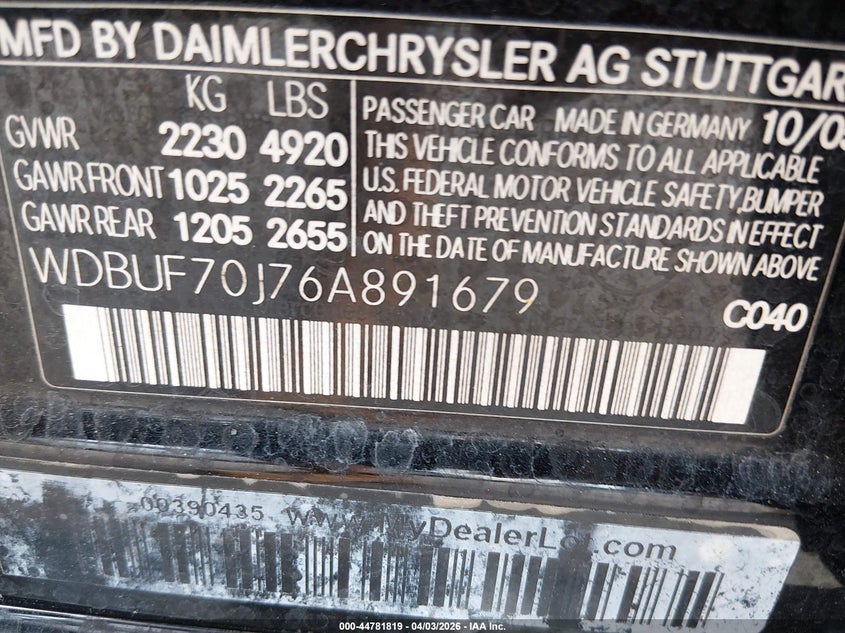 MFD BY DAIMLERCHRYSLER AG STUTTGAR
KG LBS
GVWR 2230 4920
GAWR FRONT 1025 2265
GAWR REAR 1205 2655
PASSENGER CAR MADE IN GERMANY 10/05
THIS VEHICLE CONFORMS TO ALL APPLICABLE
U.S. FEDERAL MOTOR VEHICLE SAFETY, BUMPER
AND THEFT PREVENTION STANDARDS IN EFFECT
ON THE DATE OF MANUFACTURE SHOWN ABOVE
WDBUF70J76A891679
C040
00390435 www.MyDealerLot.com
000-44781819 - 04/03/2026 - IAA Inc.